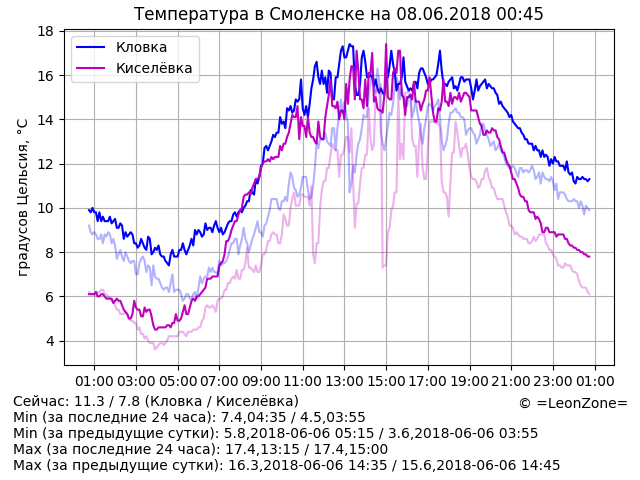 Температура в Смоленске на 08.06.2018 00:45
градусов Цельсия, °C
18
16
14
12
10
8
6
4
Кловка
Киселёвка
01:00 03:00 05:00 07:00 09:00 11:00 13:00 15:00 17:00 19:00 21:00 23:00 01:00
Сейчас: 11.3 / 7.8 (Кловка / Киселёвка)
© =LeonZone=
Min (за последние 24 часа): 7.4,04:35 / 4.5,03:55
Min (за предыдущие сутки): 5.8,2018-06-06 05:15 / 3.6,2018-06-06 03:55
Max (за последние 24 часа): 17.4,13:15 / 17.4,15:00
Max (за предыдущие сутки): 16.3,2018-06-06 14:35 / 15.6,2018-06-06 14:45